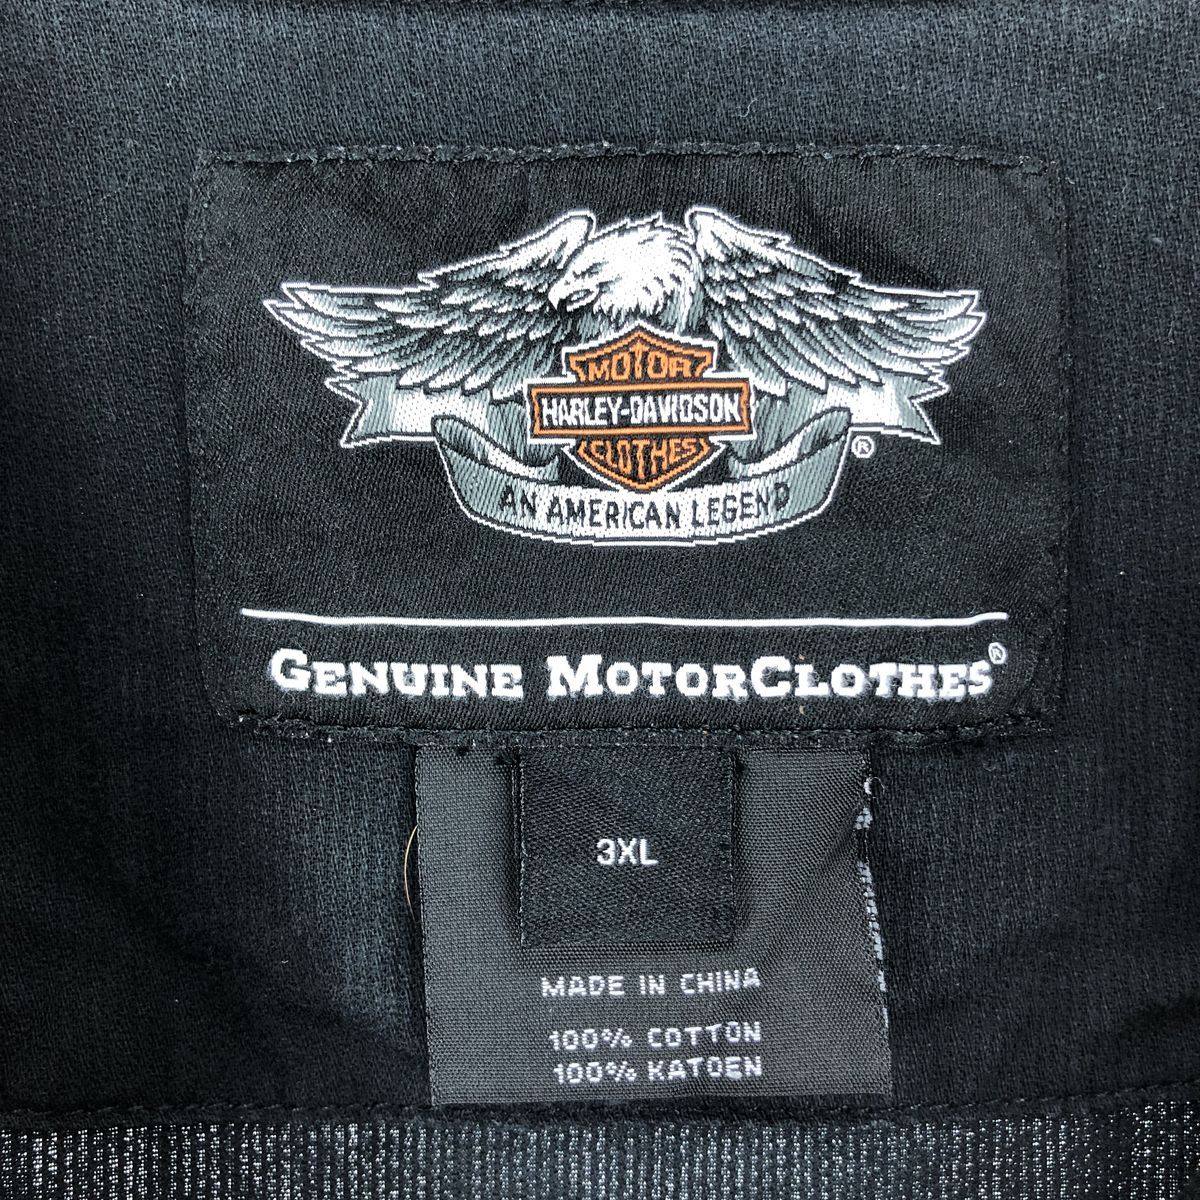 MOTOR
HARLEY-DAVIDSON
CLOTHES
®
AN AMERICAN LEGEND
GENUINE MOTORCLOTHES®
3XL
MADE IN CHINA
100% COTTON
100% KATOEN